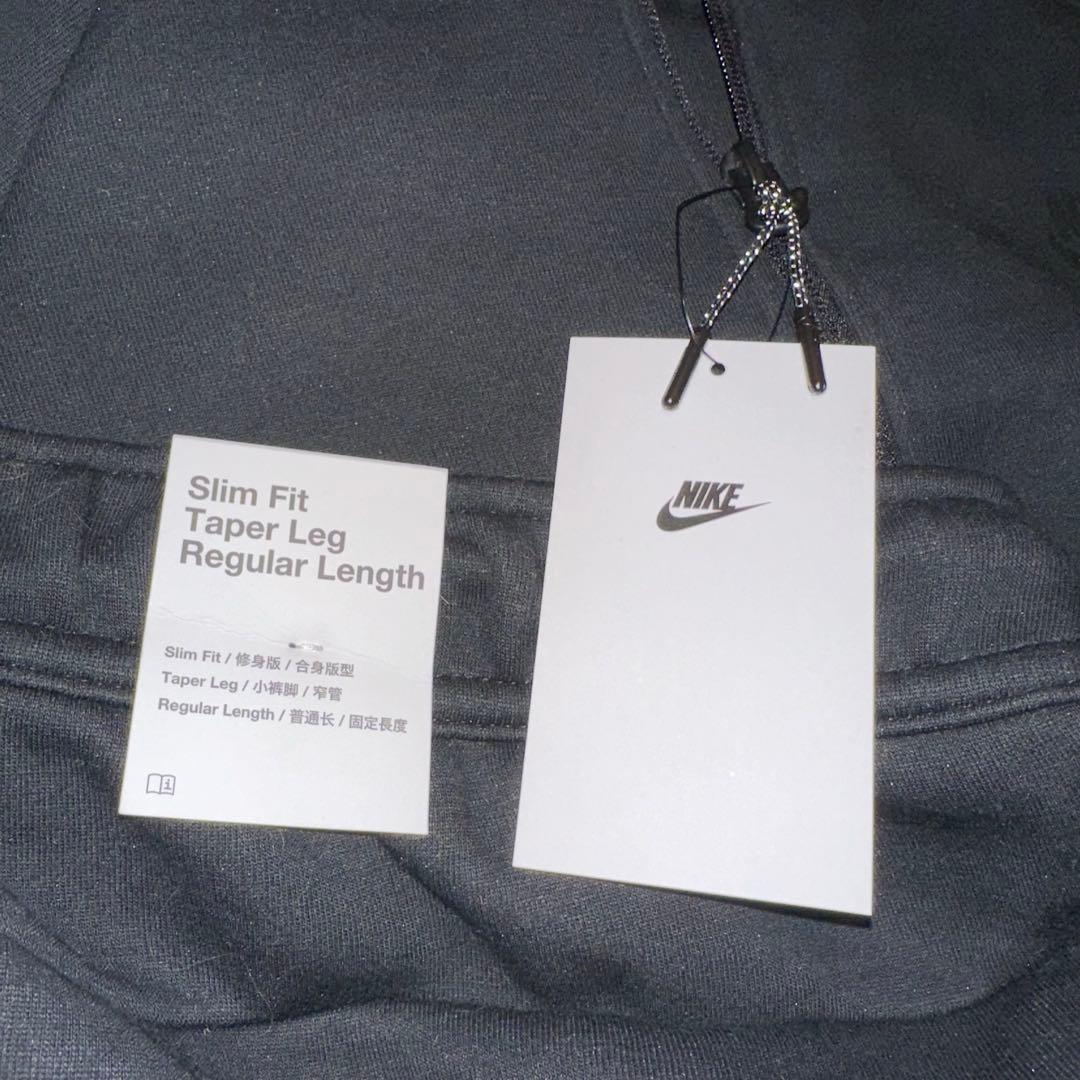 Slim Fit
Taper Leg
Regular Length
Slim Fit / 修身版 / 合身版型
Taper Leg / 小裤脚 / 窄管
Regular Length / 普通长 / 固定長度
i
NIKE